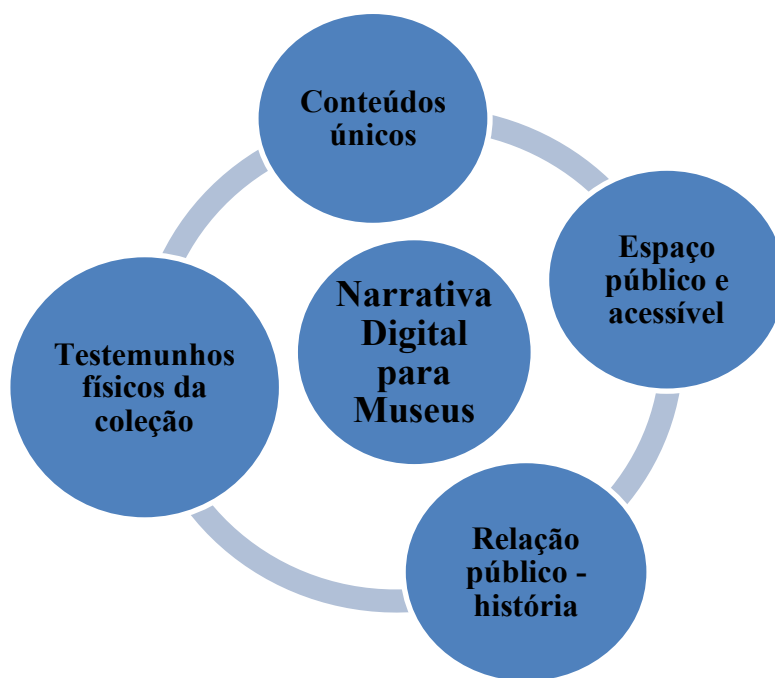 Conteúdos
únicos
Espaço
público e
acessível
Narrativa
Digital
para
Museus
Testemunhos
físicos da
coleção
Relação
público -
história